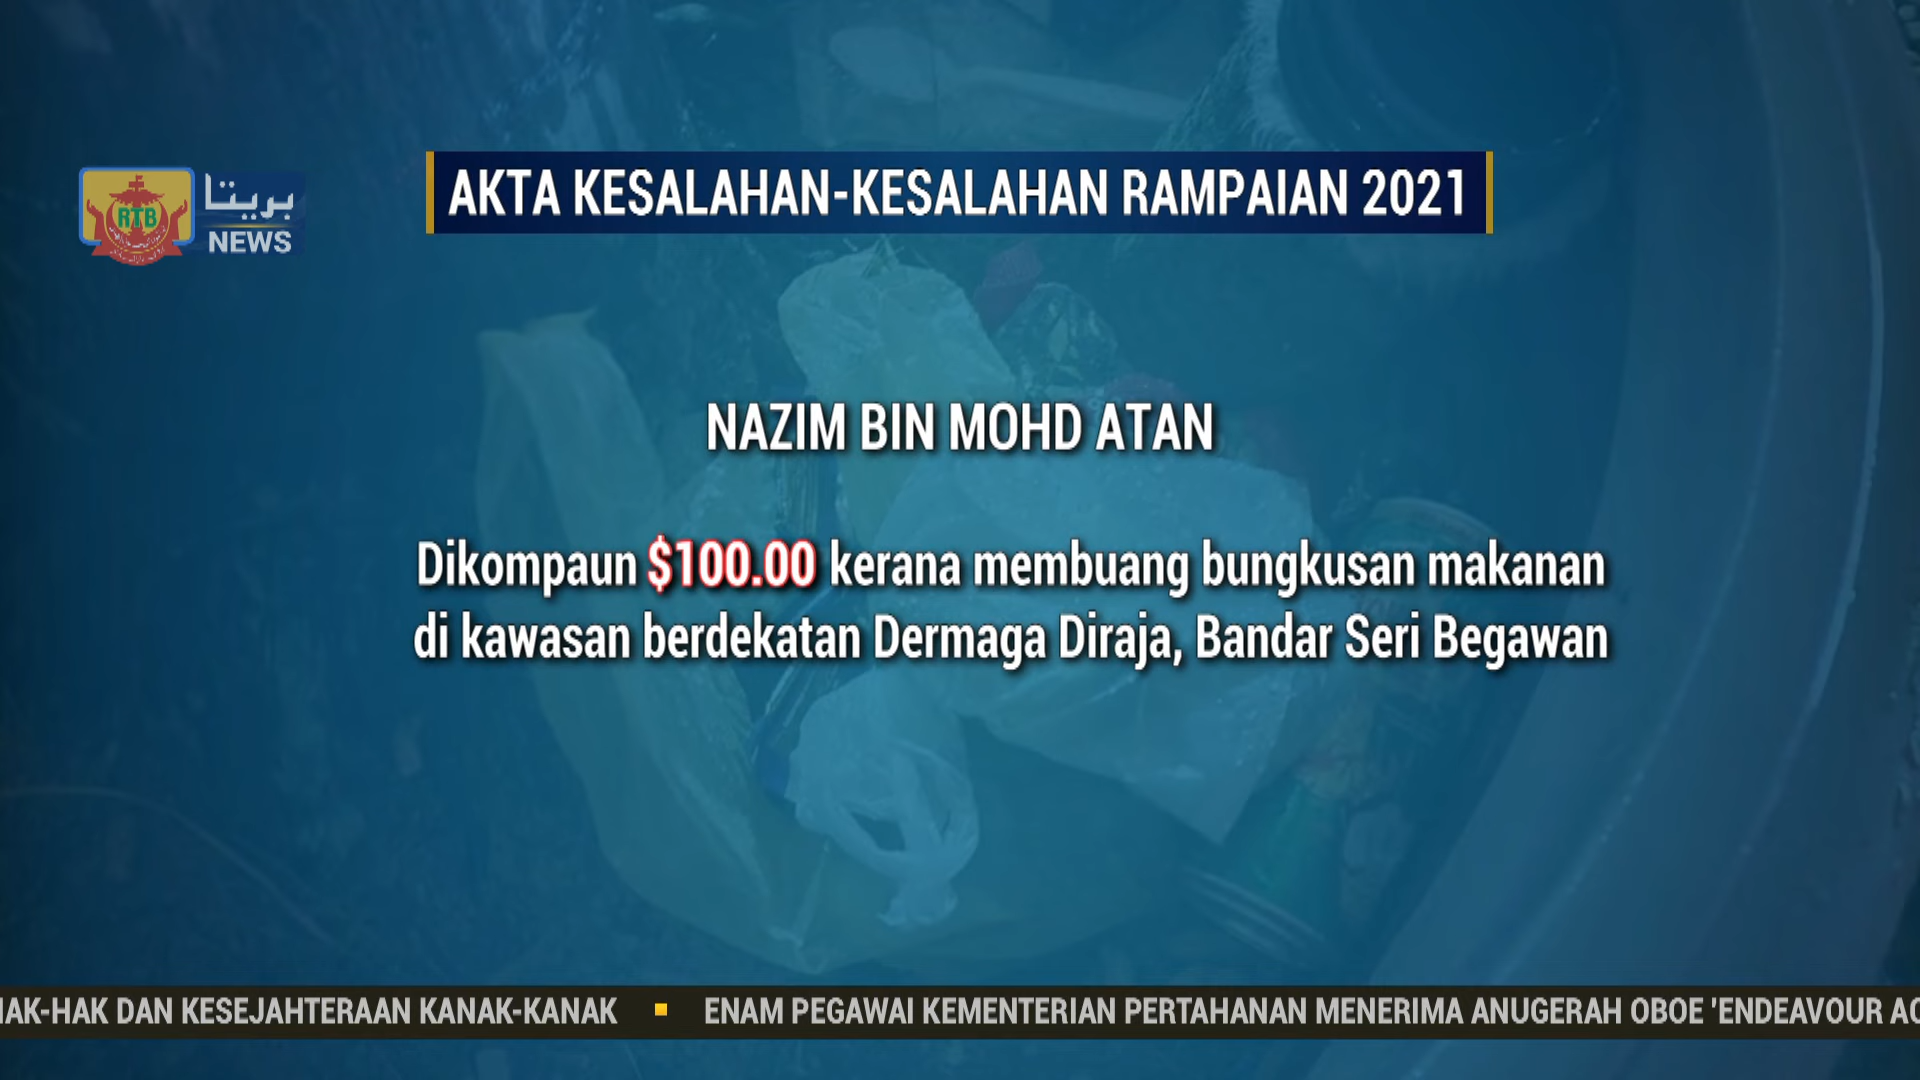 AKTA KESALAHAN-KESALAHAN RAMPAIAN 2021
RTB
بريتا
NEWS
NAZIM BIN MOHD ATAN
Dikompaun $100.00 kerana membuang bungkusan makanan
di kawasan berdekatan Dermaga Diraja, Bandar Seri Begawan
DAN KESEJAHTERAAN KANAK-KANAK ▪ ENAM PEGAWAI KEMENTERIAN PERTAHANAN MENERIMA ANUGERAH OBOE 'ENDEAVOUR